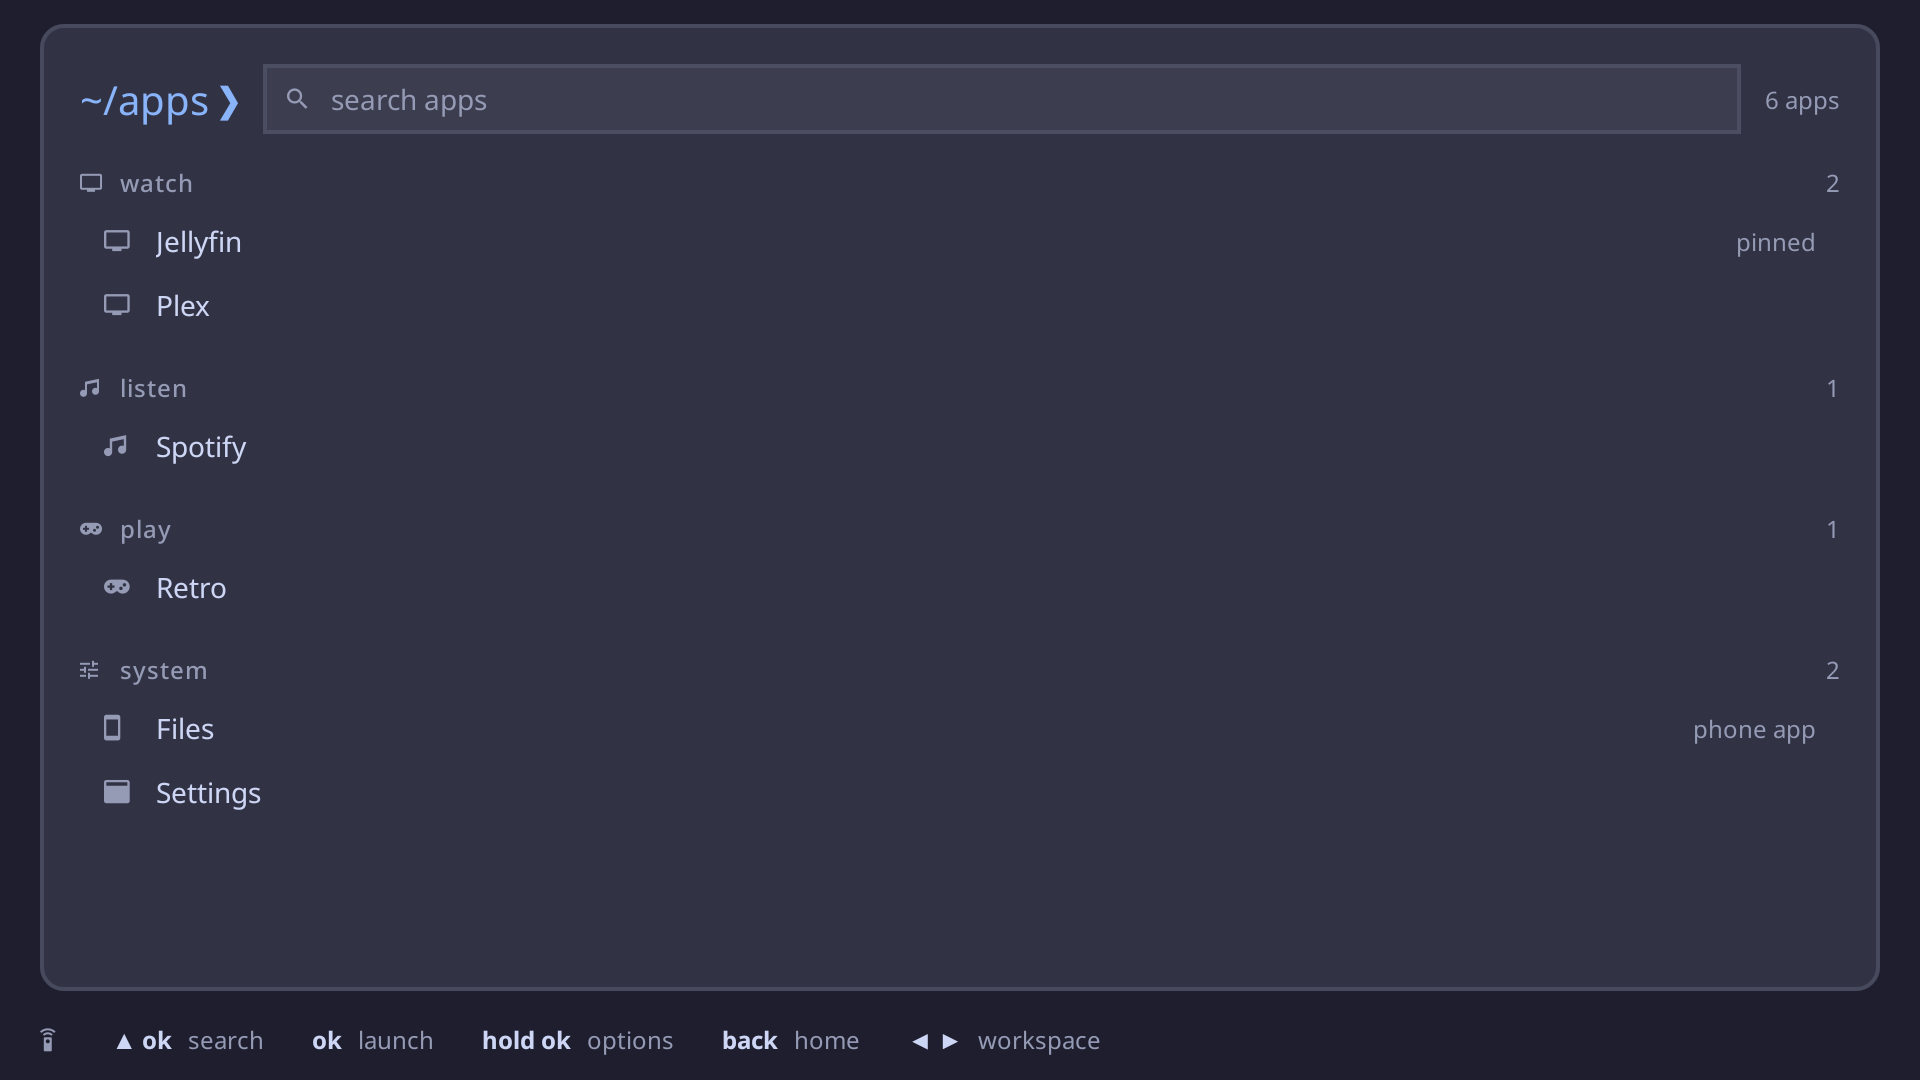 ~/apps ❯ search apps 6 apps
watch 2
Jellyfin pinned
Plex
listen 1
Spotify
play 1
Retro
system 2
Files phone app
Settings
▲ ok search ok launch hold ok options back home ◀ ▶ workspace